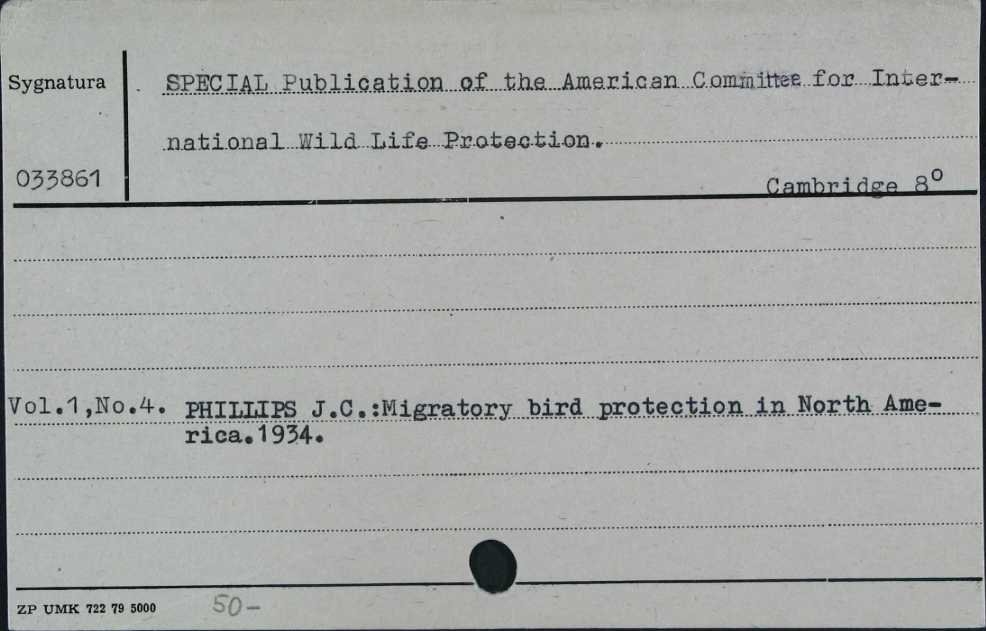 Sygnatura
SPECIAL Publication of the American Committee for Inter-
national Wild Life Protection.
033861
Cambridge 8°
Vol.1,No.4. PHILLIPS J.C.:Migratory bird protection in North Ame-
rica.1934.
ZP UMK 722 79 5000
50-